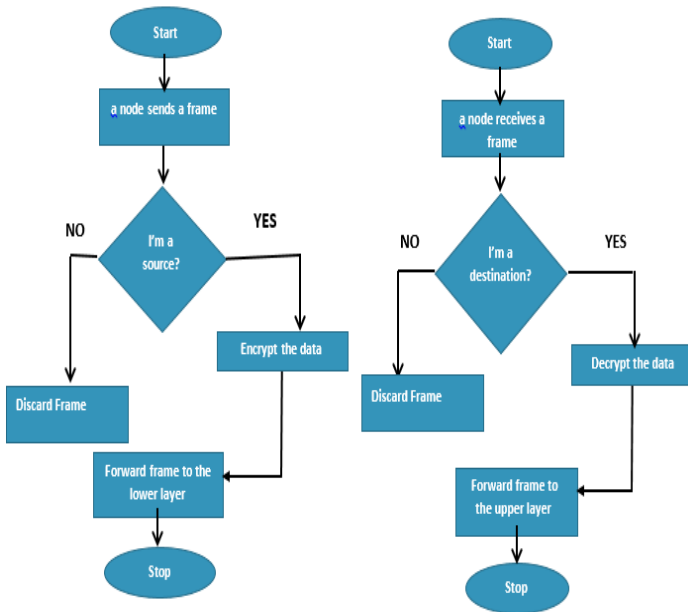 Start
a node sends a frame
NO
YES
I'm a
source?
Encrypt the data
Discard Frame
Forward frame to the
lower layer
Stop
Start
a node receives a
frame
NO
YES
I'm a
destination?
Decrypt the data
Discard Frame
Forward frame to
the upper layer
Stop